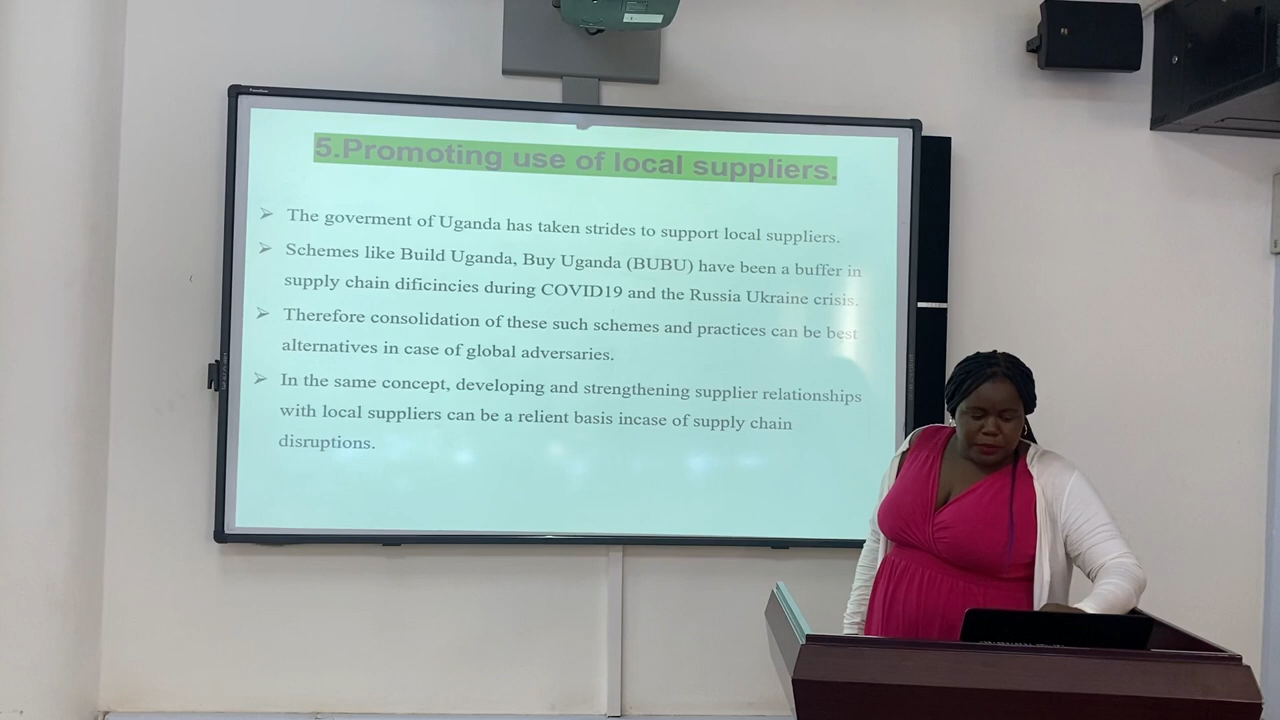 5.Promoting use of local suppliers.
➢ The goverment of Uganda has taken strides to support local suppliers.
➢ Schemes like Build Uganda, Buy Uganda (BUBU) have been a buffer in
supply chain dificincies during COVID19 and the Russia Ukraine crisis.
➢ Therefore consolidation of these such schemes and practices can be best
alternatives in case of global adversaries.
➢ In the same concept, developing and strengthening supplier relationships
with local suppliers can be a relient basis incase of supply chain
disruptions.